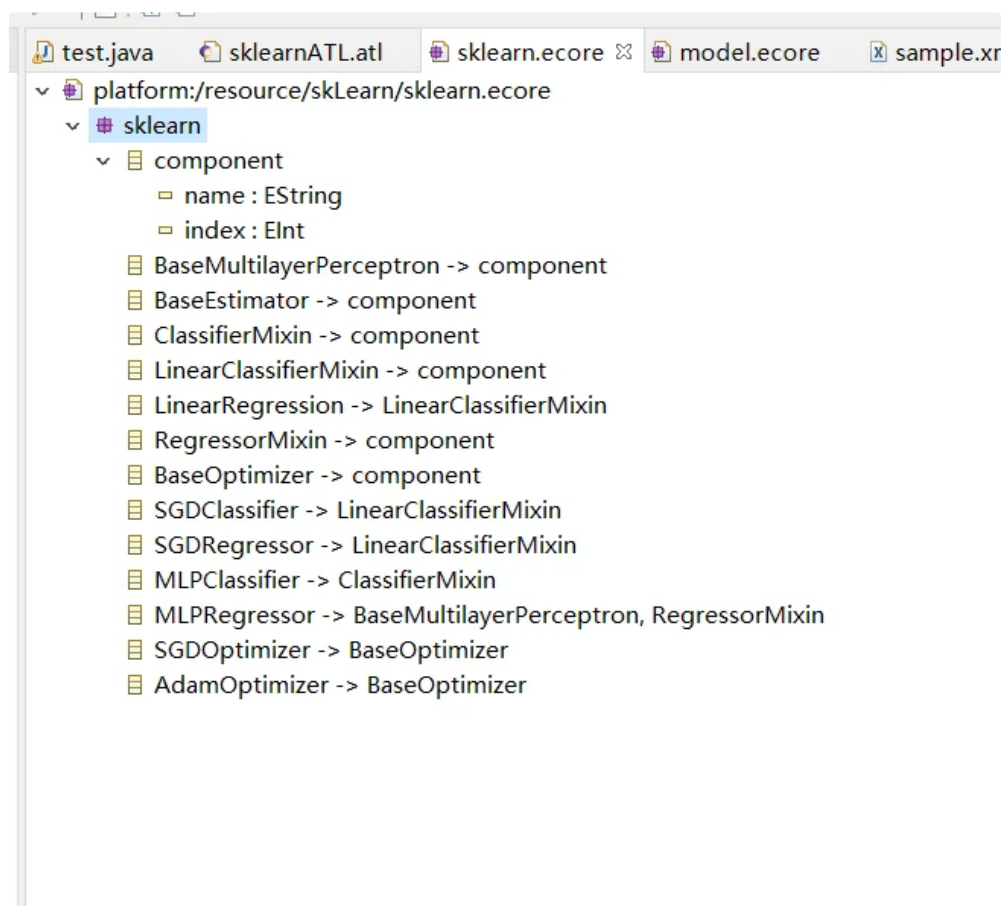 test.java sklearnATL.atl sklearn.ecore model.ecore
platform:/resource/skLearn/sklearn.ecore
sklearn
component
name : EString
index : EInt
BaseMultilayerPerceptron -> component
BaseEstimator -> component
ClassifierMixin -> component
LinearClassifierMixin -> component
LinearRegression -> LinearClassifierMixin
RegressorMixin -> component
BaseOptimizer -> component
SGDClassifier -> LinearClassifierMixin
SGDRegressor -> LinearClassifierMixin
MLPClassifier -> ClassifierMixin
MLPRegressor -> BaseMultilayerPerceptron, RegressorMixin
SGDOptimizer -> BaseOptimizer
AdamOptimizer -> BaseOptimizer